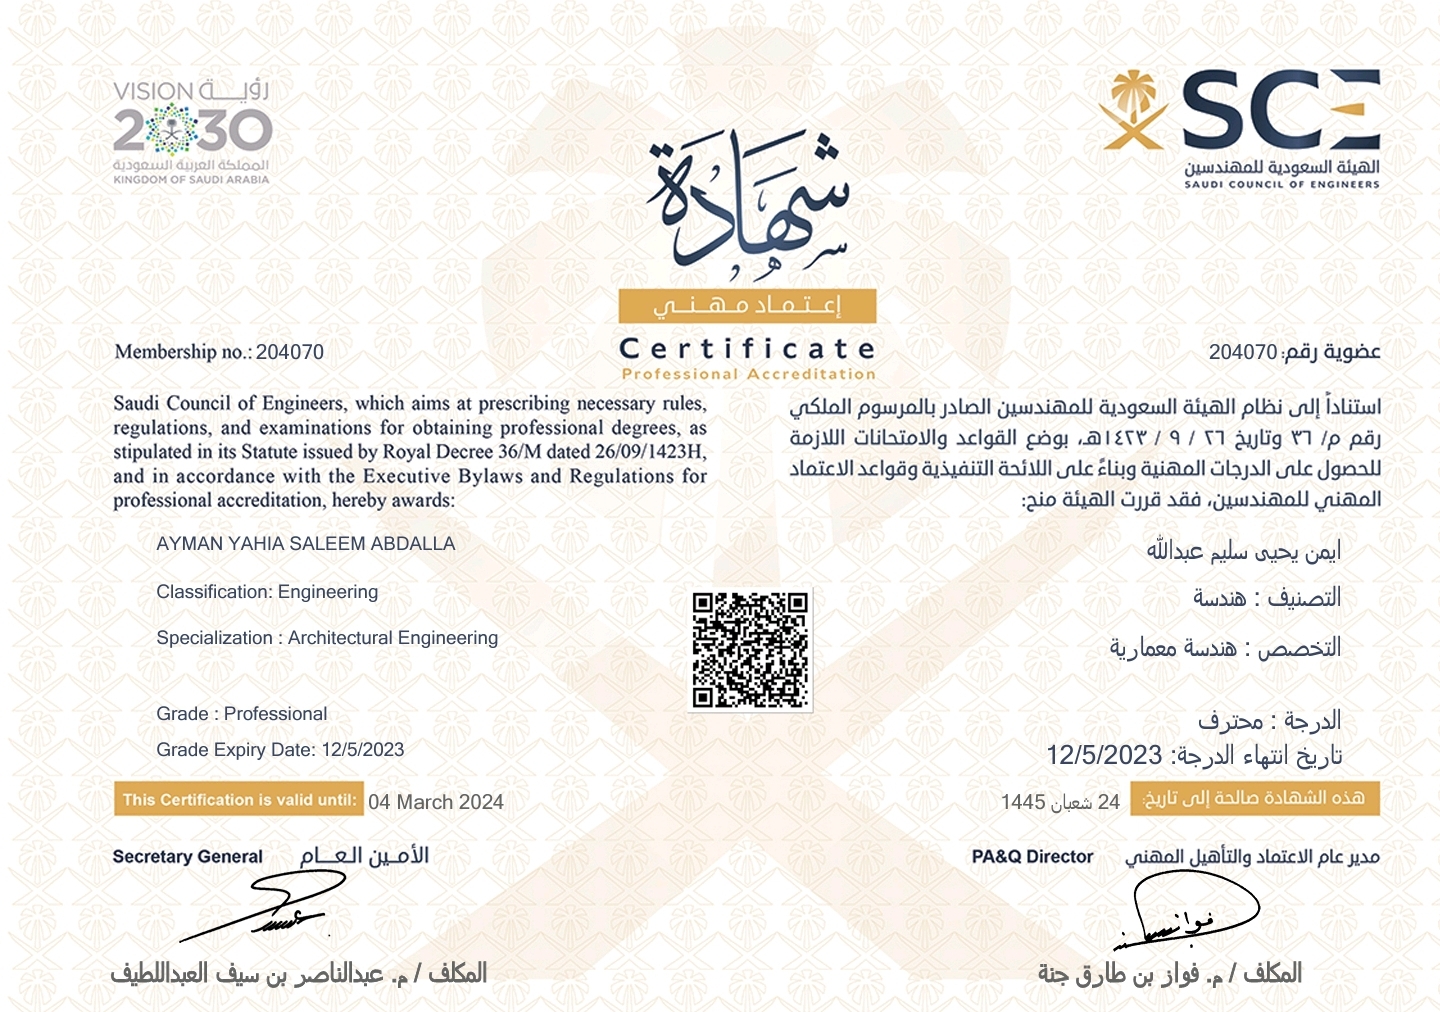 VISION رؤيــة
2030
المملكة العربية السعودية
KINGDOM OF SAUDI ARABIA
SCE
الهيئة السعودية للمهندسين
SAUDI COUNCIL OF ENGINEERS
شهادة
إعـتـمـاد مـهـنـي
Certificate
Professional Accreditation
Membership no.: 204070
عضوية رقم: 204070
Saudi Council of Engineers, which aims at prescribing necessary rules,
regulations, and examinations for obtaining professional degrees, as
stipulated in its Statute issued by Royal Decree 36/M dated 26/09/1423H,
and in accordance with the Executive Bylaws and Regulations for
professional accreditation, hereby awards:
استناداً إلى نظام الهيئة السعودية للمهندسين الصادر بالمرسوم الملكي
رقم م/ ٣٦ وتاريخ ٢٦ / ٩ / ١٤٢٣هـ، بوضع القواعد والامتحانات اللازمة
للحصول على الدرجات المهنية وبناءً على اللائحة التنفيذية وقواعد الاعتماد
المهني للمهندسين، فقد قررت الهيئة منح:
AYMAN YAHIA SALEEM ABDALLA
Classification: Engineering
Specialization : Architectural Engineering
Grade : Professional
Grade Expiry Date: 12/5/2023
ايمن يحيى سليم عبدالله
التصنيف : هندسة
التخصص : هندسة معمارية
الدرجة : محترف
تاريخ انتهاء الدرجة: 12/5/2023
This Certification is valid until: 04 March 2024
هذه الشهادة صالحة إلى تاريخ: 24 شعبان 1445
Secretary General الأمـين الـعـــام
PA&Q Director مدير عام الاعتماد والتأهيل المهني
المكلف / م. عبدالناصر بن سيف العبداللطيف
المكلف / م. فواز بن طارق جنة